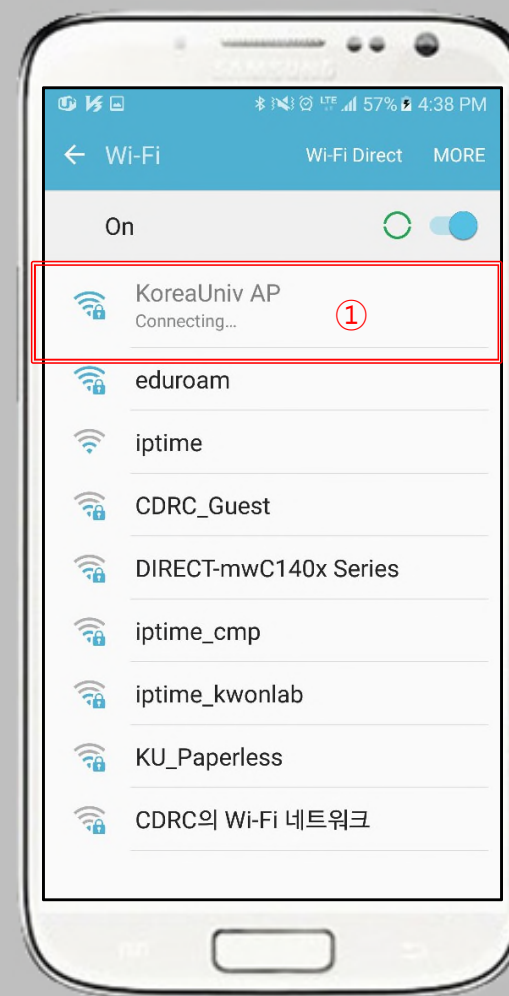 SAMSUNG
LTE 57% 4:38 PM
Wi-Fi Wi-Fi Direct MORE
On
KoreaUniv AP
Connecting...
①
eduroam
iptime
CDRC_Guest
DIRECT-mwC140x Series
iptime_cmp
iptime_kwonlab
KU_Paperless
CDRC의 Wi-Fi 네트워크